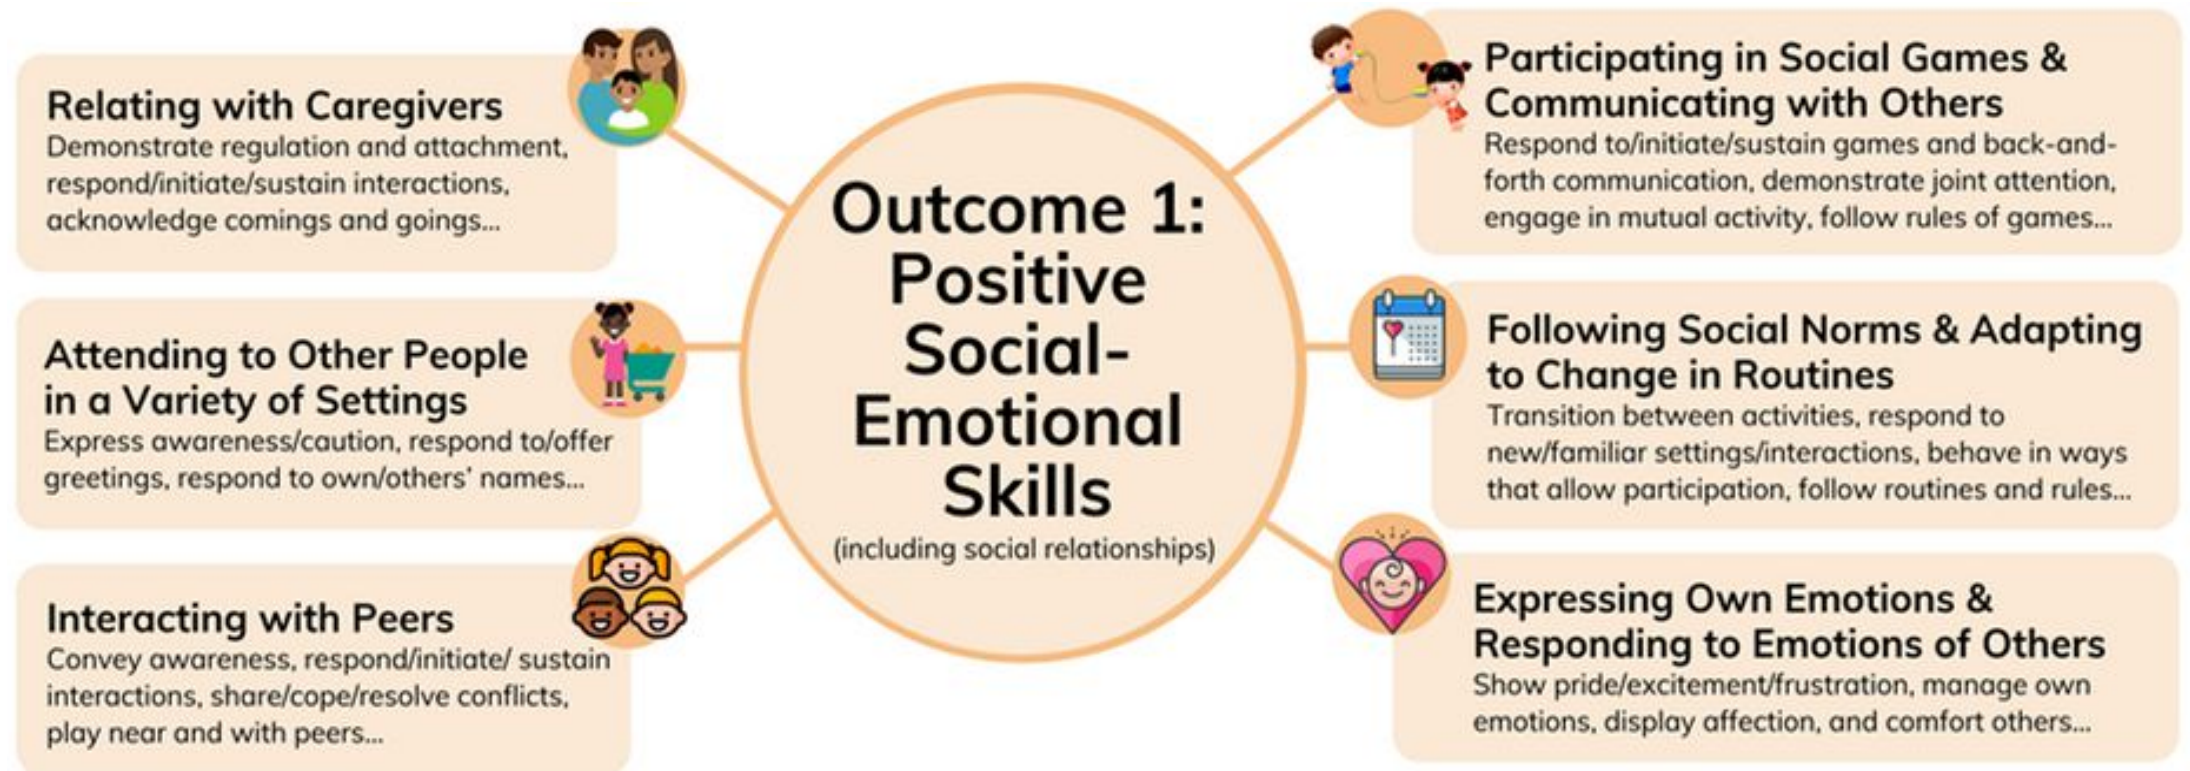 Relating with Caregivers
Demonstrate regulation and attachment,
respond/initiate/sustain interactions,
acknowledge comings and goings...
Attending to Other People
in a Variety of Settings
Express awareness/caution, respond to/offer
greetings, respond to own/others' names...
Interacting with Peers
Convey awareness, respond/initiate/ sustain
interactions, share/cope/resolve conflicts,
play near and with peers...
Outcome 1:
Positive
Social-
Emotional
Skills
(including social relationships)
Participating in Social Games &
Communicating with Others
Respond to/initiate/sustain games and back-and-
forth communication, demonstrate joint attention,
engage in mutual activity, follow rules of games...
Following Social Norms & Adapting
to Change in Routines
Transition between activities, respond to
new/familiar settings/interactions, behave in ways
that allow participation, follow routines and rules...
Expressing Own Emotions &
Responding to Emotions of Others
Show pride/excitement/frustration, manage own
emotions, display affection, and comfort others...